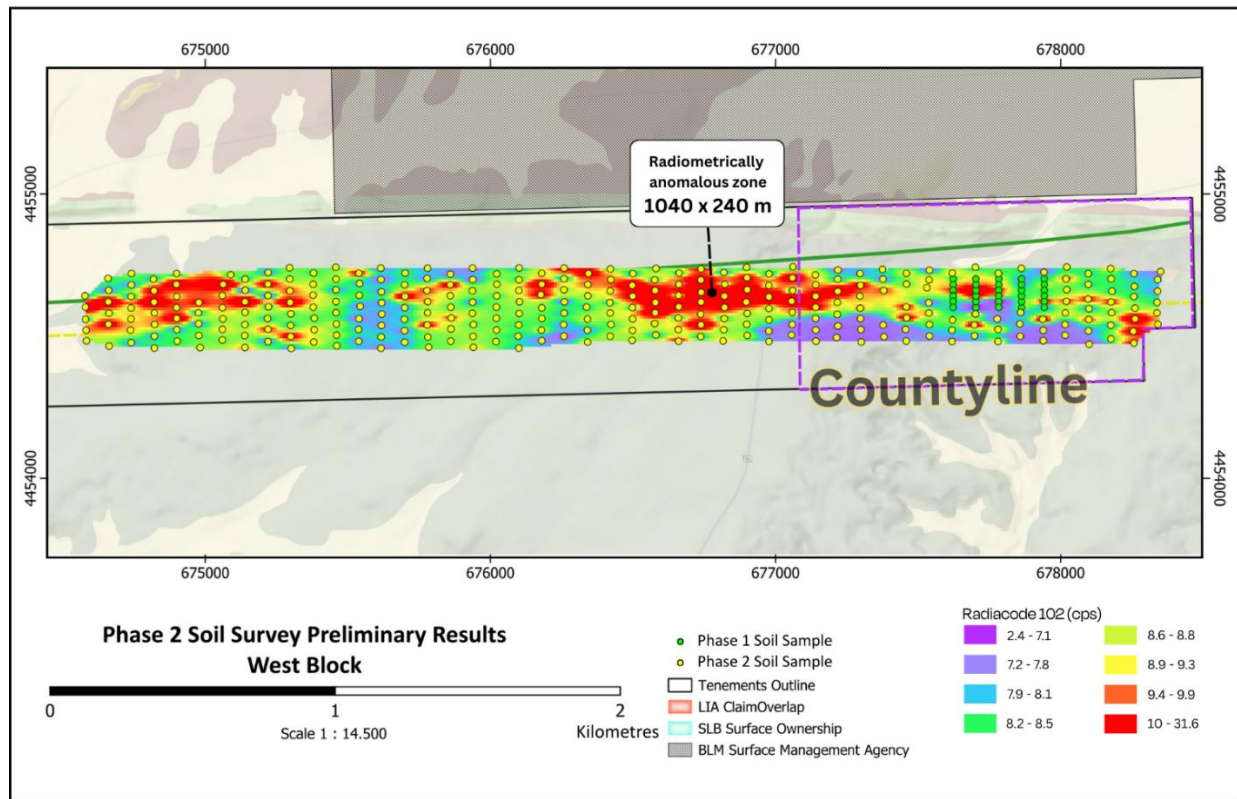 675000
676000
677000
678000
4455000
4455000
Radiometrically
anomalous zone
1040 x 240 m
Countyline
4454000
4454000
675000
676000
677000
678000
Phase 2 Soil Survey Preliminary Results
West Block
0
1
2
Scale 1 : 14.500
Kilometres
Phase 1 Soil Sample
Phase 2 Soil Sample
Tenements Outline
LIA ClaimOverlap
SLB Surface Ownership
BLM Surface Management Agency
Radiacode 102 (cps)
2.4 - 7.1
7.2 - 7.8
7.9 - 8.1
8.2 - 8.5
8.6 - 8.8
8.9 - 9.3
9.4 - 9.9
10 - 31.6